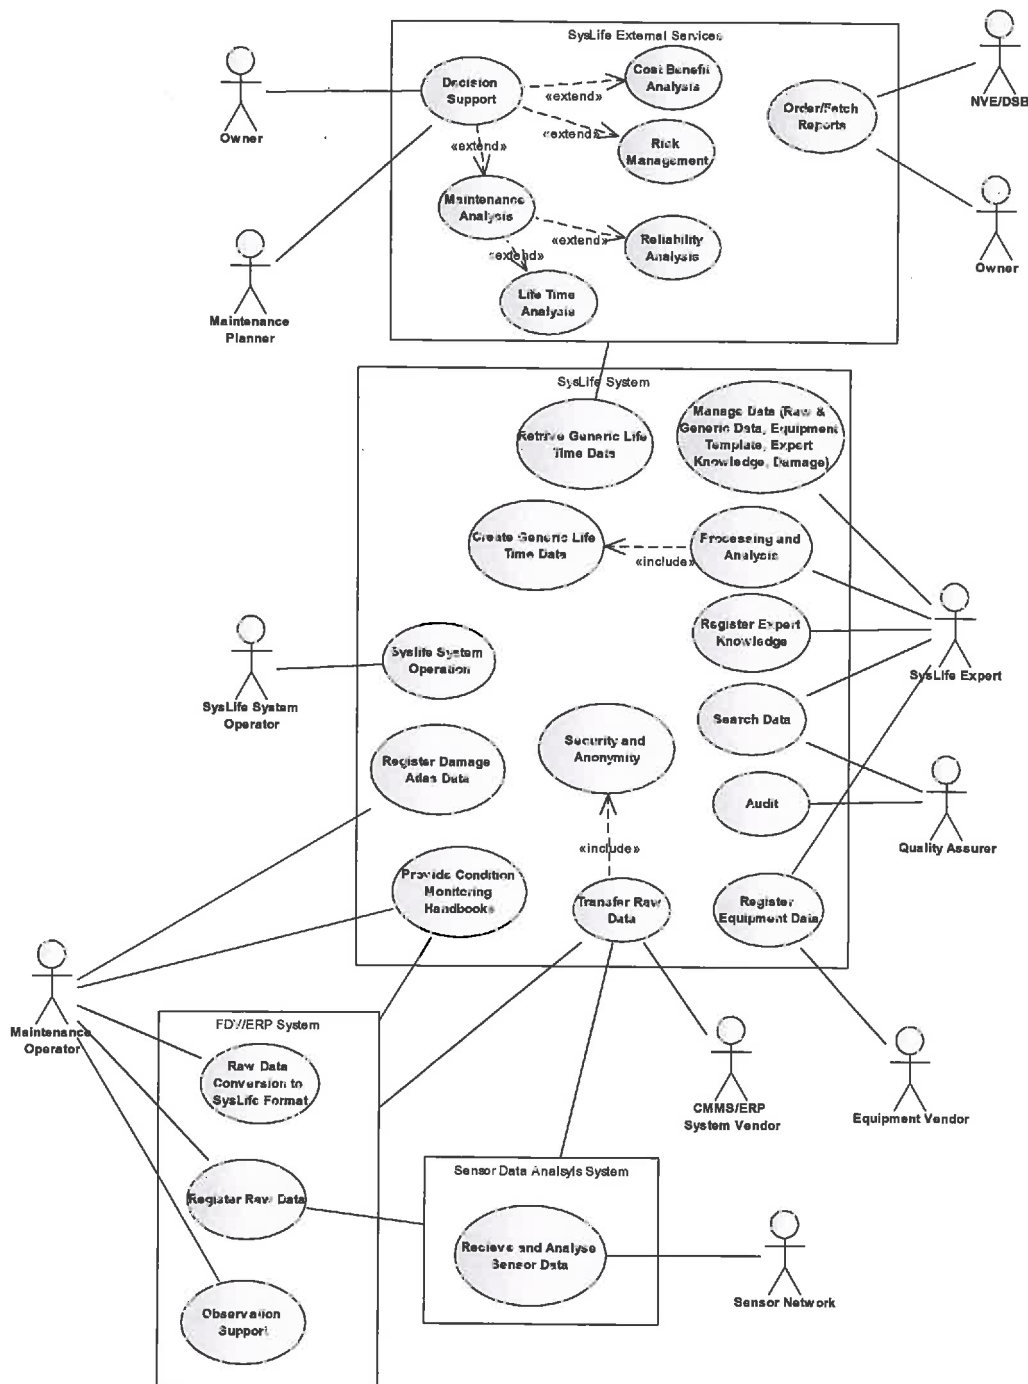 SysLife External Services
Owner
Decision
Support
«extend»
Cost Benefit
Analysis
«extend»
Risk
Management
«extend»
Order/Fetch
Reports
NVE/DSB
Owner
Maintenance
Analysis
«extend»
Reliability
Analysis
«extend»
Life Time
Analysis
Maintenance
Planner
SysLife System
Retrive Generic Life
Time Data
Manage Data (Raw &
Generic Data, Equipment
Template, Expert
Knowledge, Damage)
Create Generic Life
Time Data
«include»
Processing and
Analysis
Register Expert
Knowledge
SysLife Expert
SysLife System
Operator
Syslife System
Operation
Search Data
Security and
Anonymity
Register Damage
Atlas Data
Audit
Quality Assurer
«include»
Provide Condition
Monitoring
Handbooks
Transfer Raw
Data
Register
Equipment Data
Maintenance
Operator
FDV/ERP System
Raw Data
Conversion to
SysLife Format
CMMS/ERP
System Vendor
Equipment Vendor
Register Raw Data
Sensor Data Analsyis System
Recieve and Analyse
Sensor Data
Sensor Network
Observation
Support